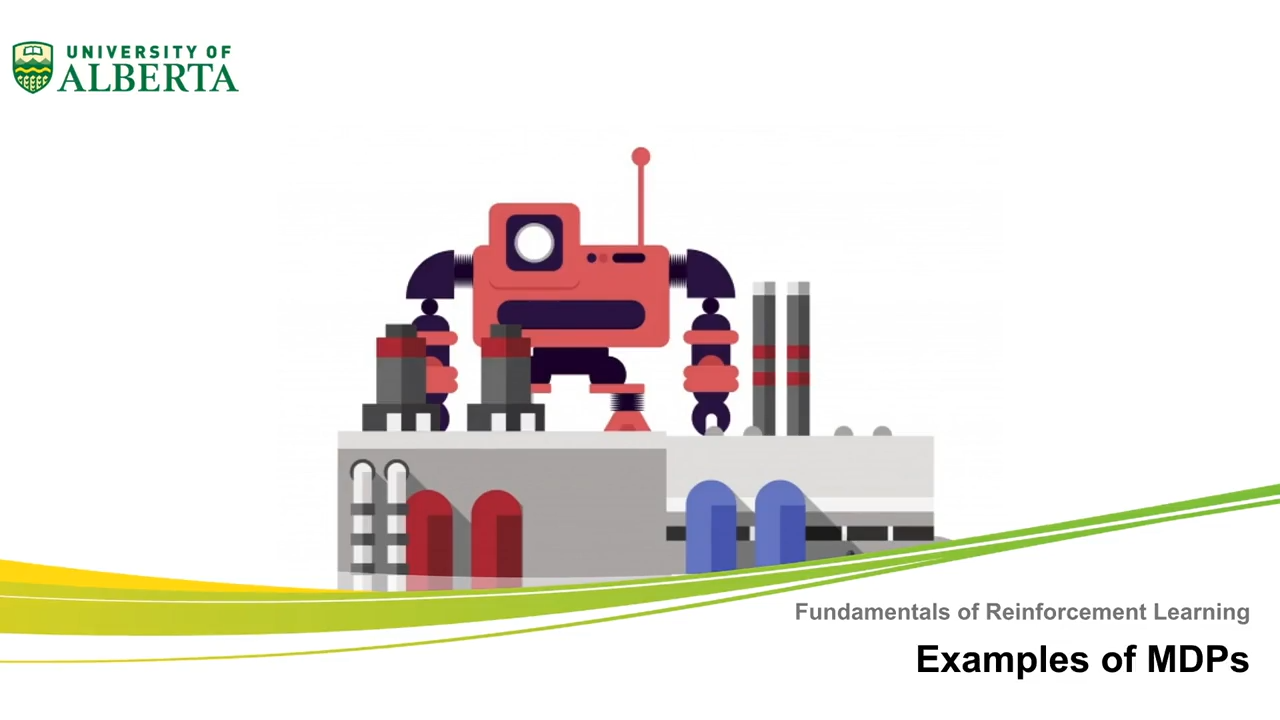 UNIVERSITY OF
ALBERTA
Fundamentals of Reinforcement Learning
Examples of MDPs